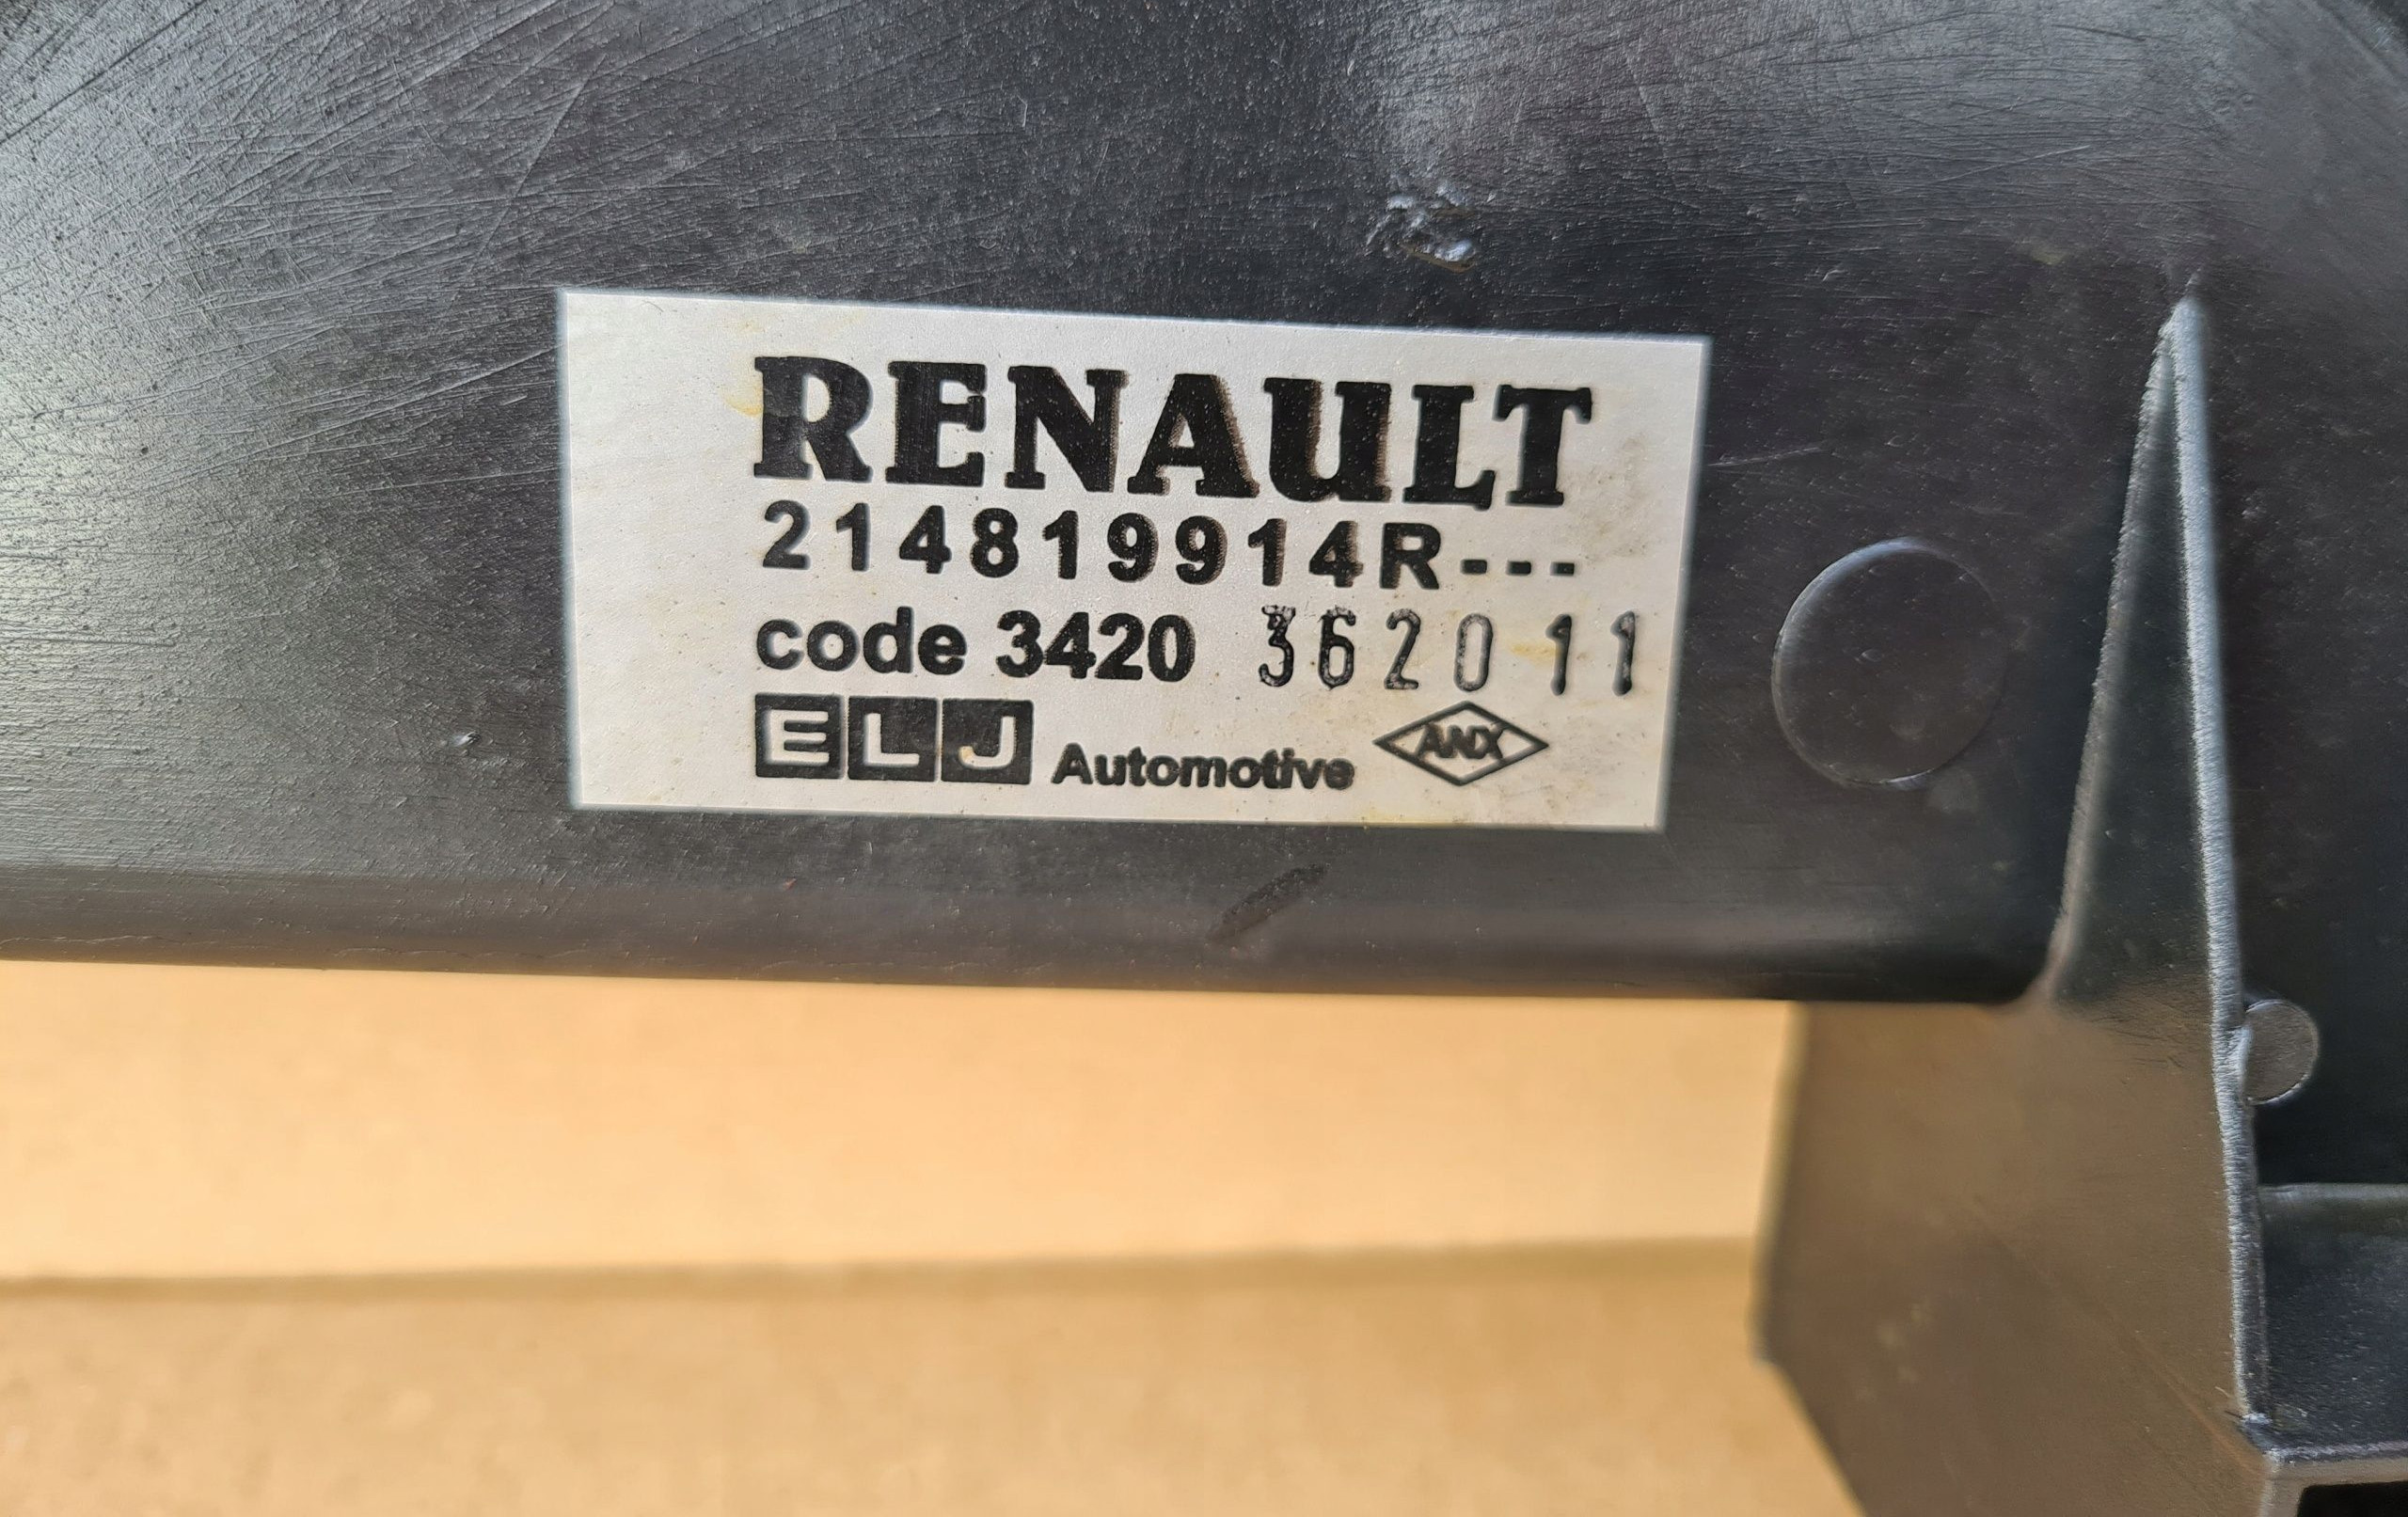 RENAULT
214819914R---
code 3420 362011
ELJ Automotive ANX